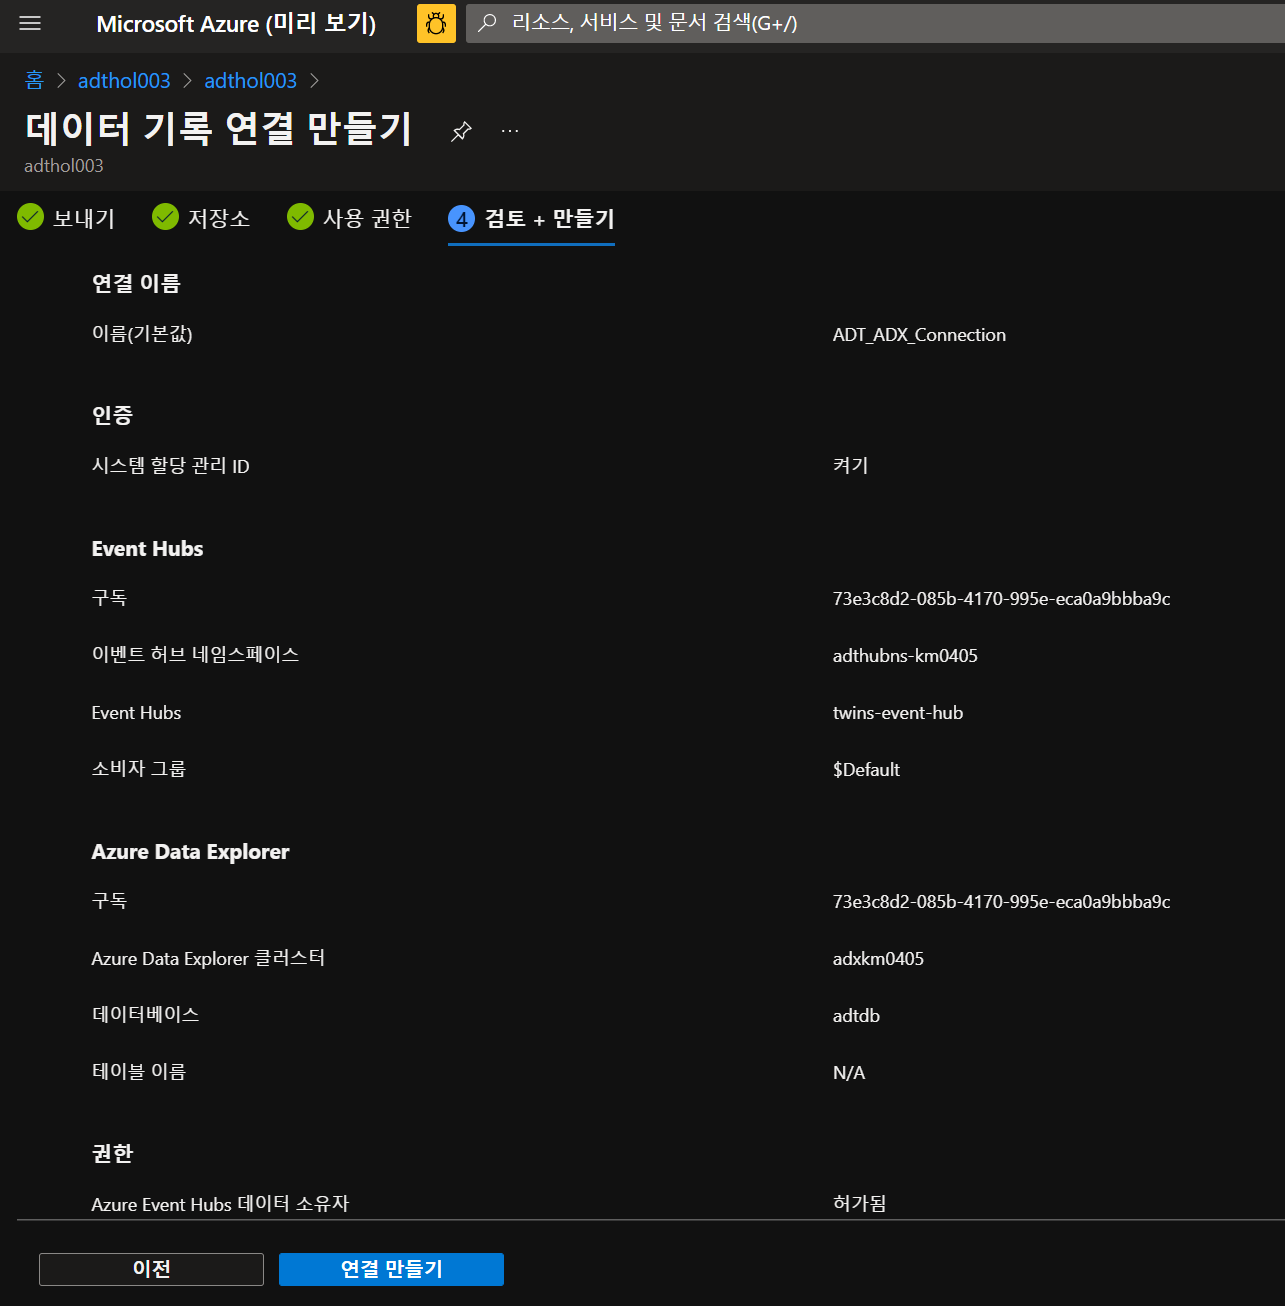 Microsoft Azure (미리 보기)
리소스, 서비스 및 문서 검색(G+/)
홈 > adthol003 > adthol003 >
데이터 기록 연결 만들기 ...
adthol003
보내기 저장소 사용 권한 4 검토 + 만들기
연결 이름
이름(기본값) ADT_ADX_Connection
인증
시스템 할당 관리 ID 켜기
Event Hubs
구독 73e3c8d2-085b-4170-995e-eca0a9bbba9c
이벤트 허브 네임스페이스 adthubns-km0405
Event Hubs twins-event-hub
소비자 그룹 $Default
Azure Data Explorer
구독 73e3c8d2-085b-4170-995e-eca0a9bbba9c
Azure Data Explorer 클러스터 adxkm0405
데이터베이스 adtdb
테이블 이름 N/A
권한
Azure Event Hubs 데이터 소유자 허가됨
이전 연결 만들기